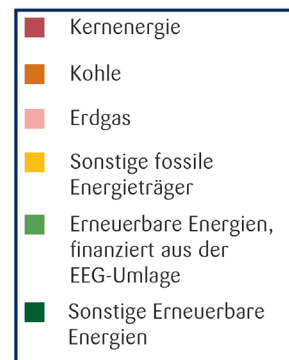 Kernenergie
Kohle
Erdgas
Sonstige fossile
Energieträger
Erneuerbare Energien,
finanziert aus der
EEG-Umlage
Sonstige Erneuerbare
Energien